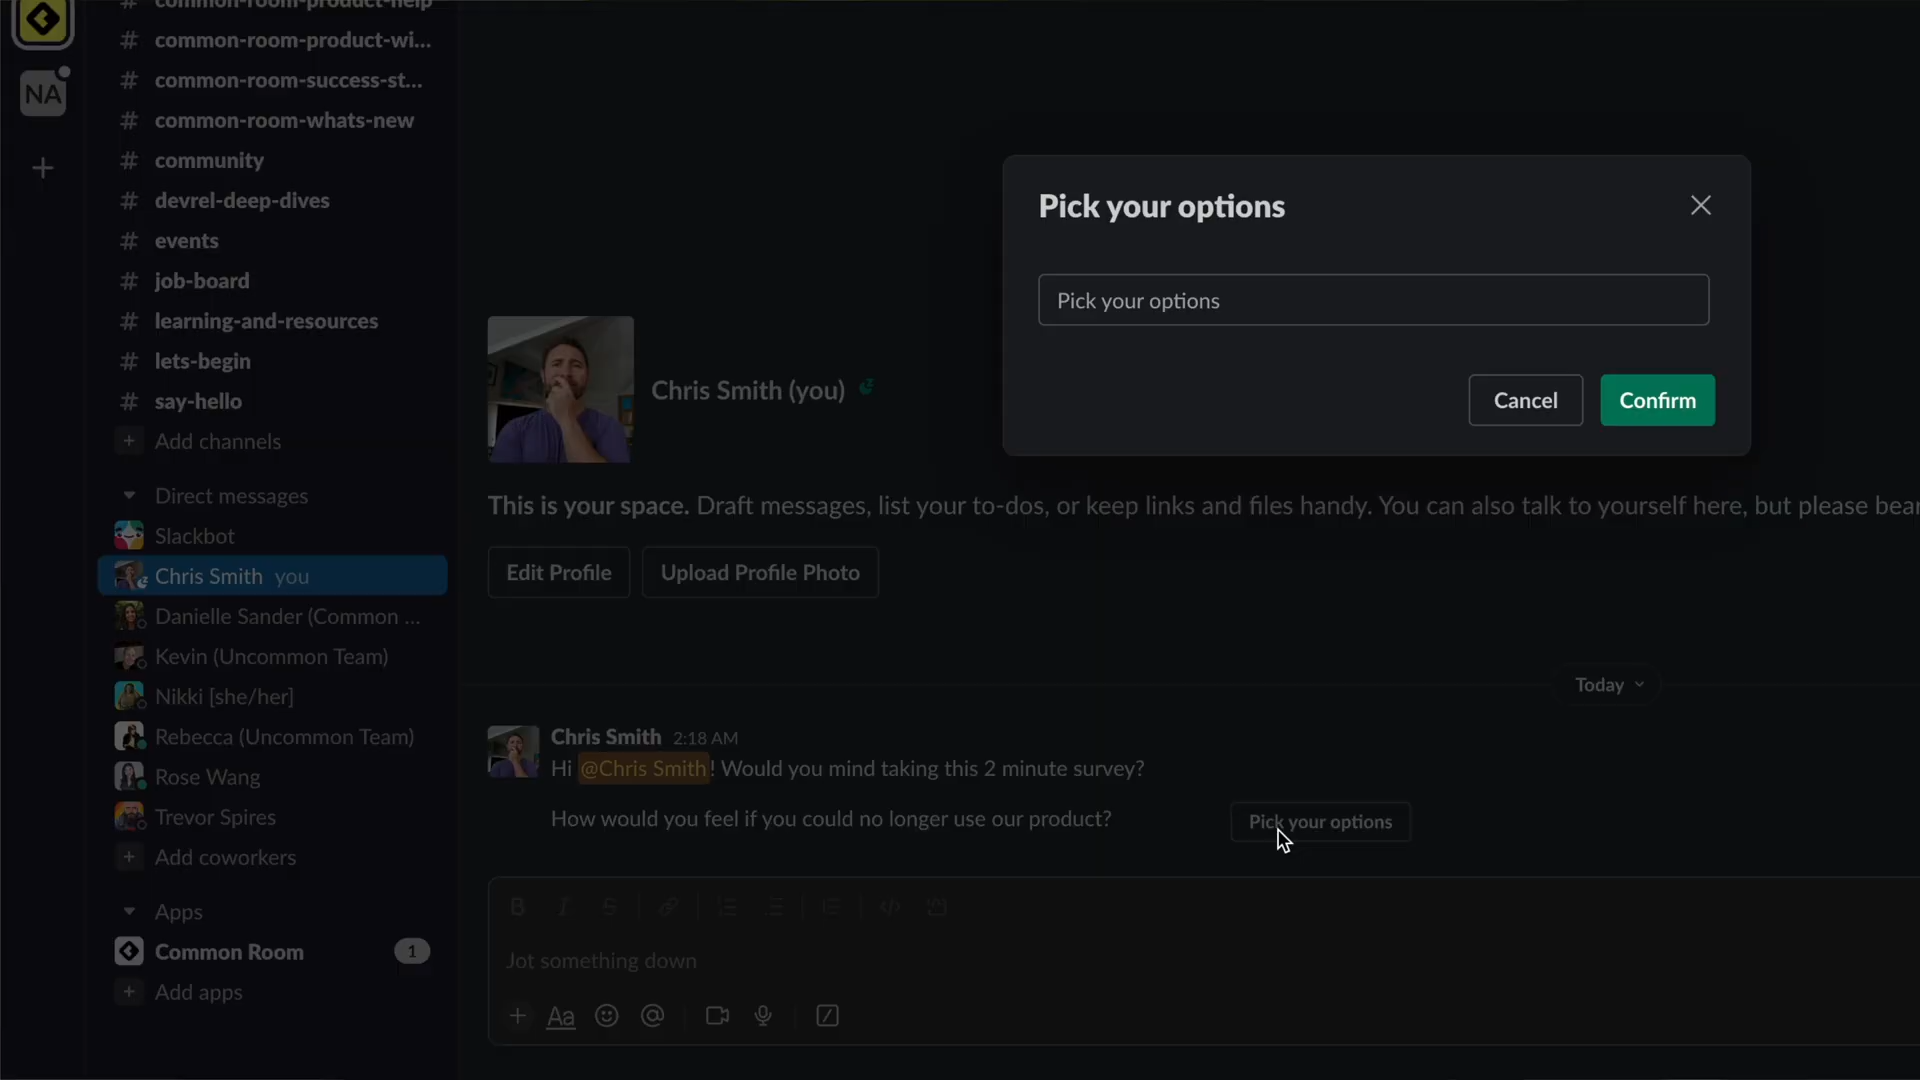 # common-room-product-help
NA
# common-room-product-wi...
# common-room-success-st...
# common-room-whats-new
# community
# devrel-deep-dives
# events
# job-board
# learning-and-resources
# lets-begin
# say-hello
+ Add channels
Direct messages
Slackbot
Chris Smith you
Danielle Sander (Common ...
Kevin (Uncommon Team)
Nikki [she/her]
Rebecca (Uncommon Team)
Rose Wang
Trevor Spires
+ Add coworkers
Apps
Common Room 1
+ Add apps
Pick your options
Pick your options
Cancel Confirm
Chris Smith (you)
This is your space. Draft messages, list your to-dos, or keep links and files handy. You can also talk to yourself here, but please bear
Edit Profile Upload Profile Photo
Today
Chris Smith 2:18 AM
Hi @Chris Smith! Would you mind taking this 2 minute survey?
How would you feel if you could no longer use our product? Pick your options
B I S
Jot something down
+ Aa @